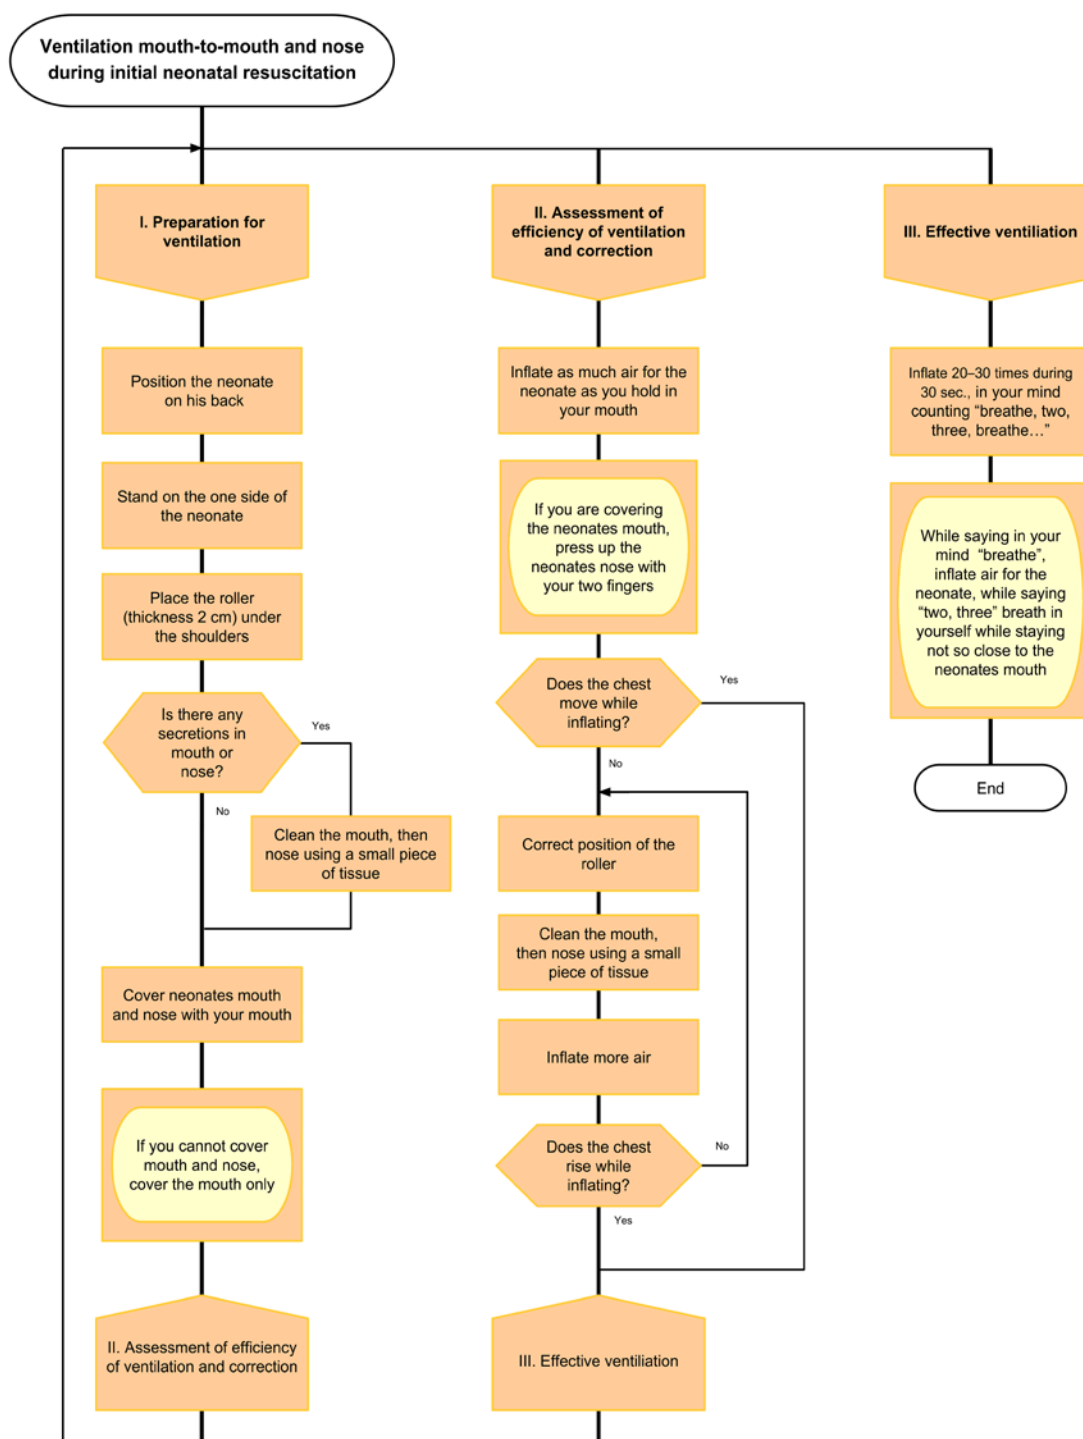 Ventilation mouth-to-mouth and nose
during initial neonatal resuscitation
I. Preparation for
ventilation
Position the neonate
on his back
Stand on the one side of
the neonate
Place the roller
(thickness 2 cm) under
the shoulders
Is there any
secretions in
mouth or
nose?
Yes
No
Clean the mouth, then
nose using a small piece
of tissue
Cover neonates mouth
and nose with your mouth
If you cannot cover
mouth and nose,
cover the mouth only
II. Assessment of efficiency
of ventilation and correction
II. Assessment of
efficiency of ventilation
and correction
Inflate as much air for the
neonate as you hold in
your mouth
If you are covering
the neonates mouth,
press up the
neonates nose with
your two fingers
Does the chest
move while
inflating?
Yes
No
Correct position of the
roller
Clean the mouth,
then nose using a small
piece of tissue
Inflate more air
Does the chest
rise while
inflating?
No
Yes
III. Effective ventiliation
III. Effective ventiliation
Inflate 20–30 times during
30 sec., in your mind
counting “breathe, two,
three, breathe…”
While saying in your
mind “breathe”,
inflate air for the
neonate, while saying
“two, three” breath in
yourself while staying
not so close to the
neonates mouth
End